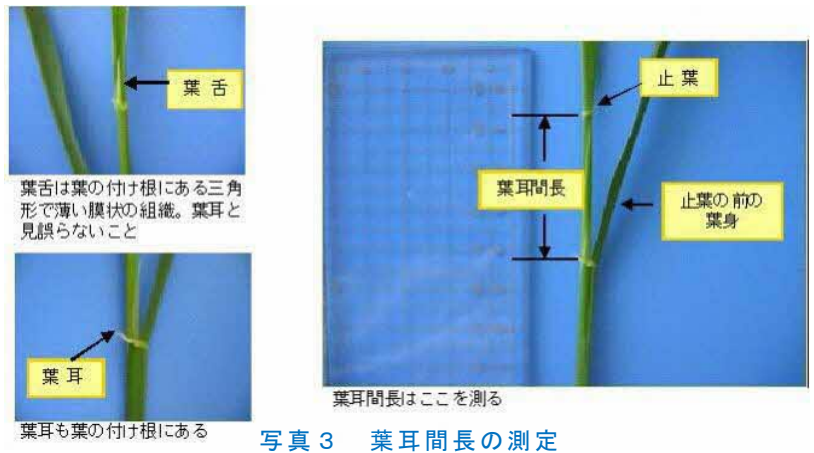 葉舌
葉舌は葉の付け根にある三角
形で薄い膜状の組織。葉耳と
見誤らないこと
葉耳
葉耳も葉の付け根にある
止葉
葉耳間長
止葉の前の
葉身
葉耳間長はここを測る
写真3 葉耳間長の測定